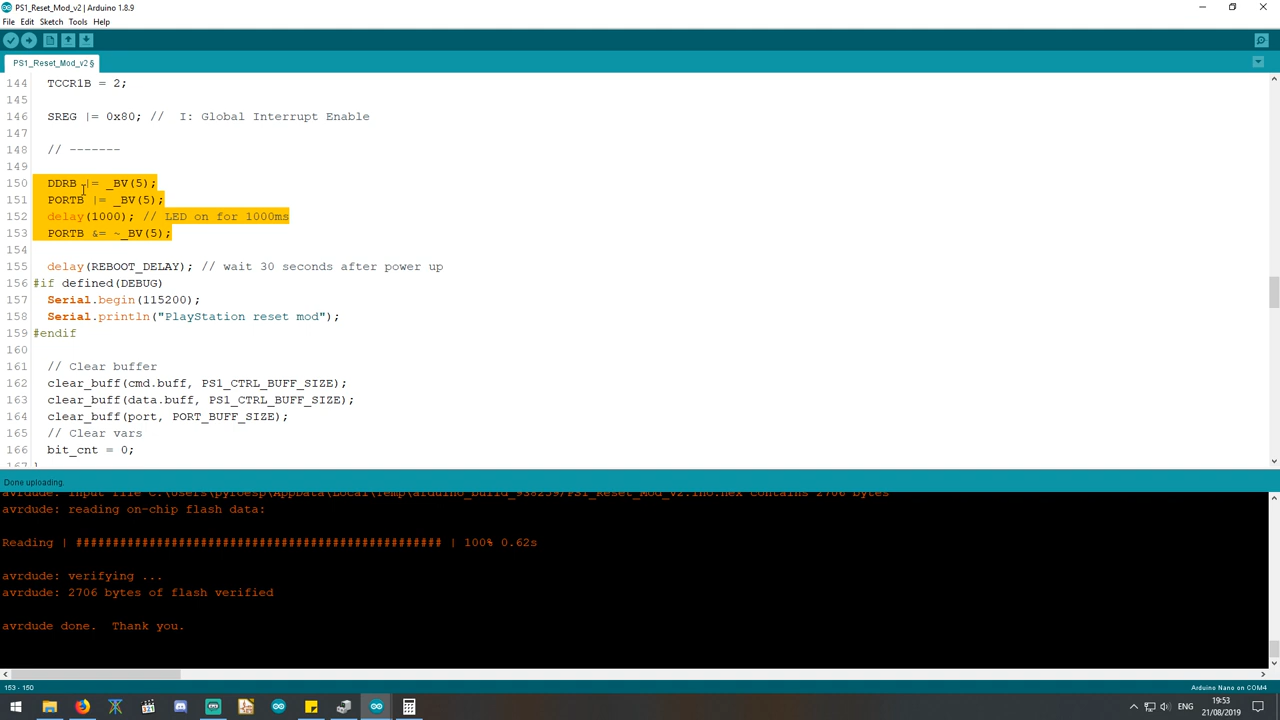 PS1_Reset_Mod_v2 | Arduino 1.8.9
File Edit Sketch Tools Help
PS1_Reset_Mod_v2 §
144 TCCR1B = 2;
145
146 SREG |= 0x80; // I: Global Interrupt Enable
147
148 // -------
149
150 DDRB |= _BV(5);
151 PORTB |= _BV(5);
152 delay(1000); // LED on for 1000ms
153 PORTB &= ~_BV(5);
154
155 delay(REBOOT_DELAY); // wait 30 seconds after power up
156 #if defined(DEBUG)
157 Serial.begin(115200);
158 Serial.println("PlayStation reset mod");
159 #endif
160
161 // Clear buffer
162 clear_buff(cmd.buff, PS1_CTRL_BUFF_SIZE);
163 clear_buff(data.buff, PS1_CTRL_BUFF_SIZE);
164 clear_buff(port, PORT_BUFF_SIZE);
165 // Clear vars
166 bit_cnt = 0;
167 }
Done uploading.
avrdude: input file C:\Users\pyroesp\AppData\Local\Temp\arduino_build_938259/PS1_Reset_Mod_v2.ino.hex contains 2706 bytes
avrdude: reading on-chip flash data:
Reading | ################################################## | 100% 0.62s
avrdude: verifying ...
avrdude: 2706 bytes of flash verified
avrdude done. Thank you.
153 - 150
Arduino Nano on COM4
ENG
19:53
21/08/2019